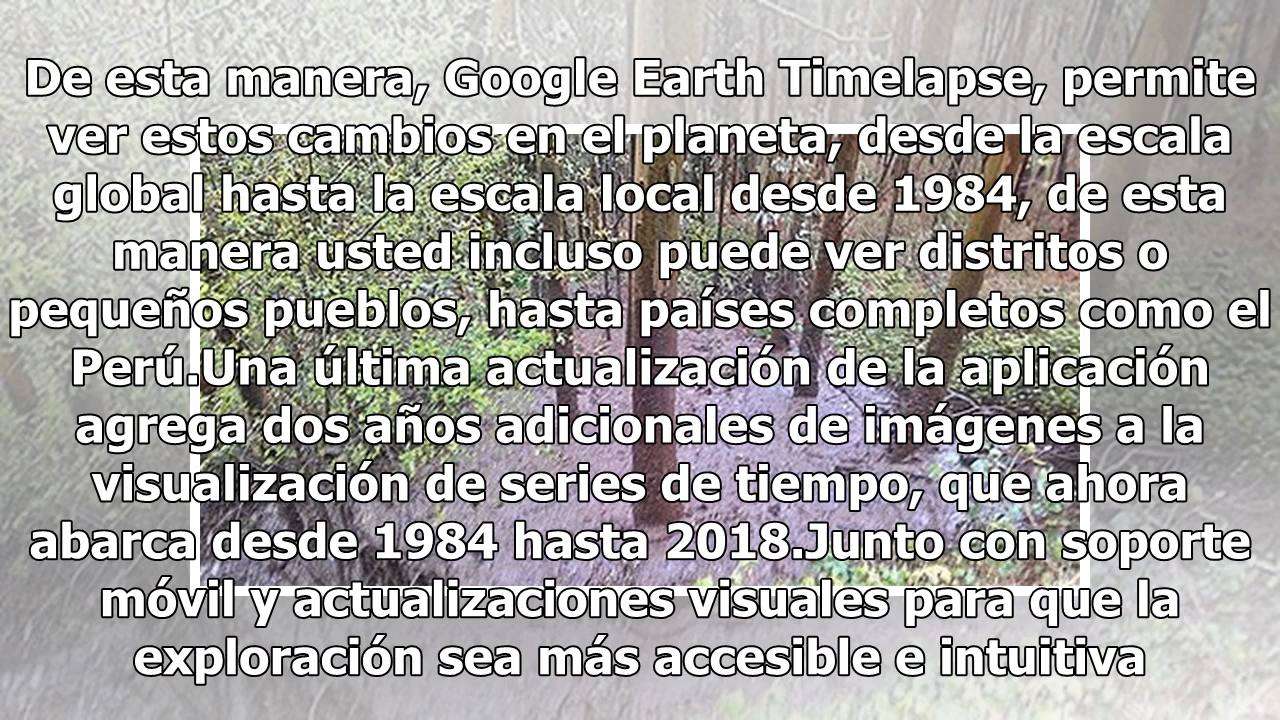 De esta manera, Google Earth Timelapse, permite
ver estos cambios en el planeta, desde la escala
global hasta la escala local desde 1984, de esta
manera usted incluso puede ver distritos o
pequeños pueblos, hasta países completos como el
Perú.Una última actualización de la aplicación
agrega dos años adicionales de imágenes a la
visualización de series de tiempo, que ahora
abarca desde 1984 hasta 2018.Junto con soporte
móvil y actualizaciones visuales para que la
exploración sea más accesible e intuitiva